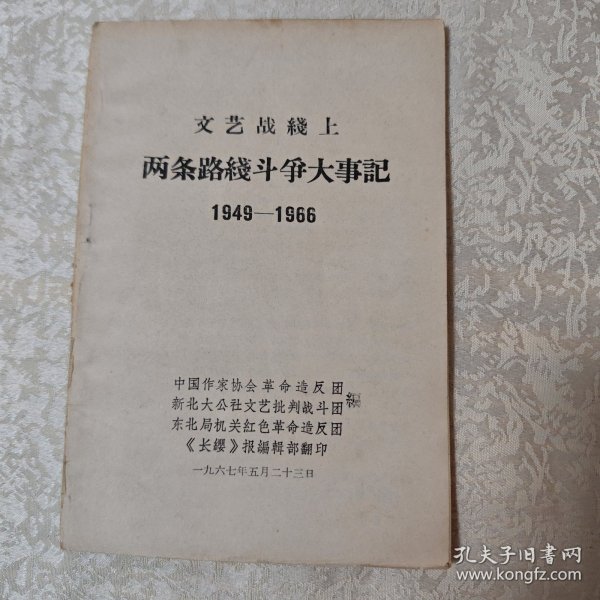 文艺战綫上
两条路綫斗爭大事記
1949—1966
中国作家协会革命造反团
新北大公社文艺批判战斗团
編
东北局机关紅色革命造反团
《长纓》报編輯部翻印
一九六七年五月二十三日
孔夫子旧书网
www.kongfz.com